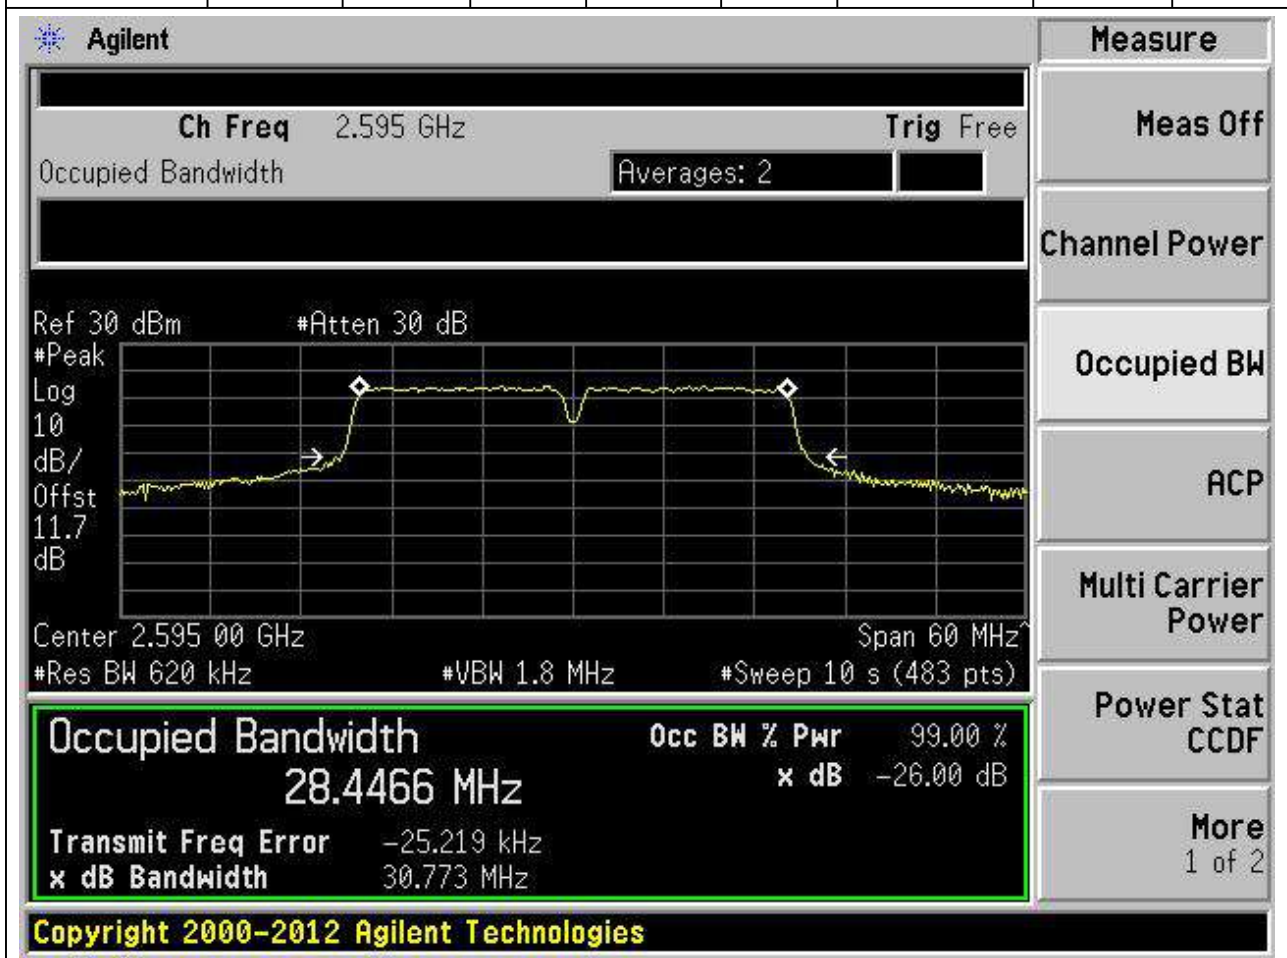 Agilent
Measure
Ch Freq 2.595 GHz Trig Free
Meas Off
Occupied Bandwidth Averages: 2
Channel Power
Ref 30 dBm #Atten 30 dB
#Peak
Log
10
dB/
Offst
11.7
dB
Occupied BW
ACP
Center 2.595 00 GHz Span 60 MHz^
#Res BW 620 kHz #VBW 1.8 MHz #Sweep 10 s (483 pts)
Multi Carrier
Power
Occupied Bandwidth Occ BW % Pwr 99.00 %
28.4466 MHz x dB -26.00 dB
Transmit Freq Error -25.219 kHz
x dB Bandwidth 30.773 MHz
Power Stat
CCDF
More
1 of 2
Copyright 2000-2012 Agilent Technologies